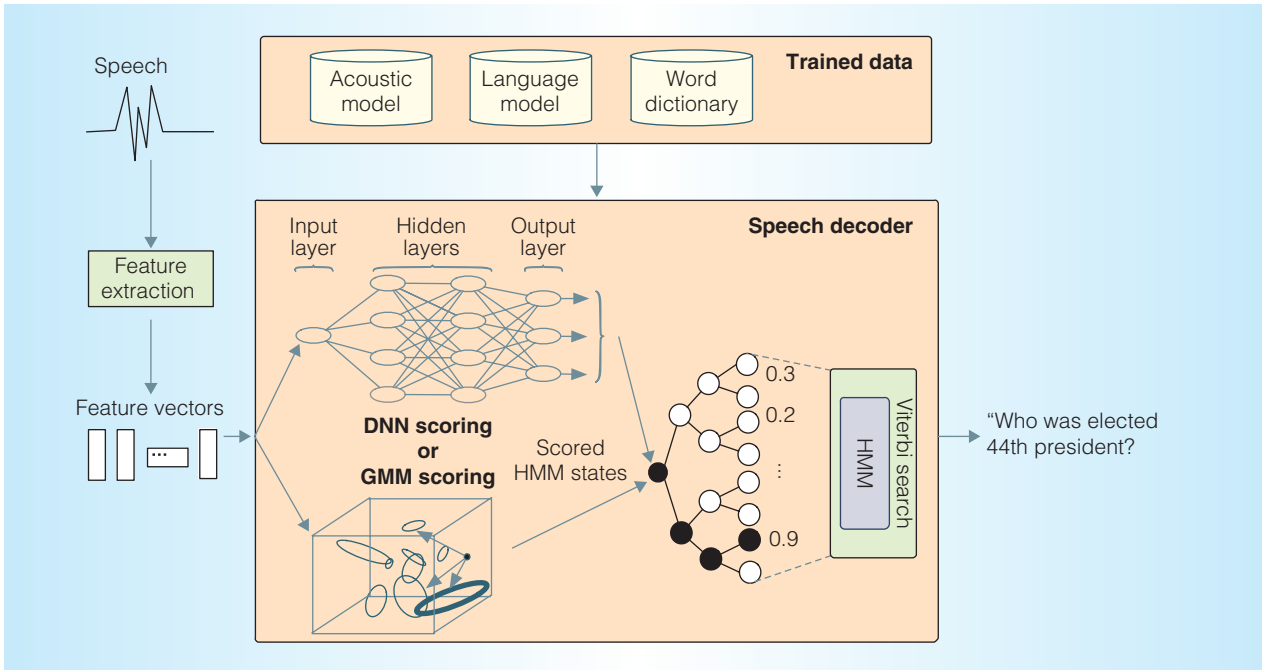 Speech
Feature
extraction
Feature vectors
...
Acoustic
model
Language
model
Word
dictionary
Trained data
Speech decoder
Input
layer
Hidden
layers
Output
layer
DNN scoring
or
GMM scoring
Scored
HMM states
0.3
0.2
...
0.9
Viterbi search
HMM
“Who was elected
44th president?